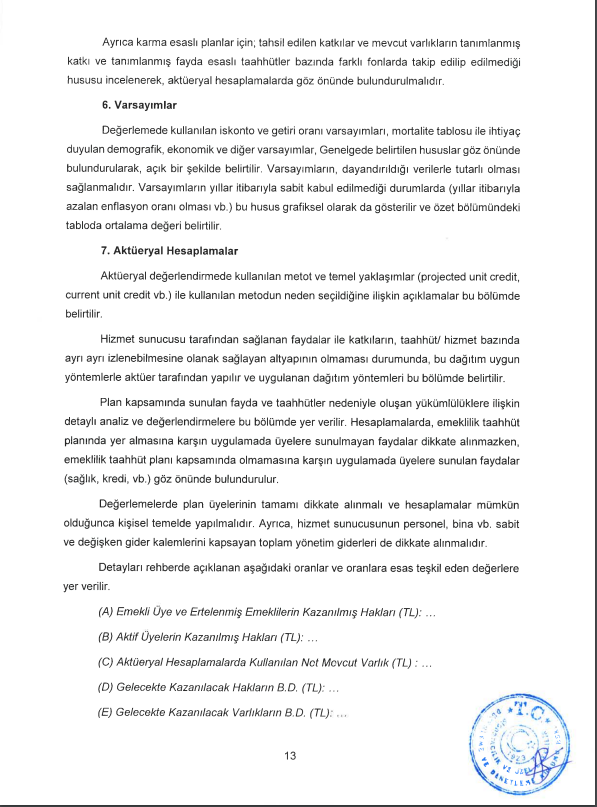 Ayrıca karma esaslı planlar için; tahsil edilen katkılar ve mevcut varlıkların tanımlanmış
katkı ve tanımlanmış fayda esaslı taahhütler bazında farklı fonlarda takip edilip edilmediği
hususu incelenerek, aktüeryal hesaplamalarda göz önünde bulundurulmalıdır.
6. Varsayımlar
Değerlemede kullanılan iskonto ve getiri oranı varsayımları, mortalite tablosu ile ihtiyaç
duyulan demografik, ekonomik ve diğer varsayımlar, Genelgede belirtilen hususlar göz önünde
bulundurularak, açık bir şekilde belirtilir. Varsayımların, dayandırıldığı verilerle tutarlı olması
sağlanmalıdır. Varsayımların yıllar itibarıyla sabit kabul edilmediği durumlarda (yıllar itibarıyla
azalan enflasyon oranı olması vb.) bu husus grafiksel olarak da gösterilir ve özet bölümündeki
tabloda ortalama değeri belirtilir.
7. Aktüeryal Hesaplamalar
Aktüeryal değerlendirmede kullanılan metot ve temel yaklaşımlar (projected unit credit,
current unit credit vb.) ile kullanılan metodun neden seçildiğine ilişkin açıklamalar bu bölümde
belirtilir.
Hizmet sunucusu tarafından sağlanan faydalar ile katkıların, taahhüt/ hizmet bazında
ayrı ayrı izlenebilmesine olanak sağlayan altyapının olmaması durumunda, bu dağıtım uygun
yöntemlerle aktüer tarafından yapılır ve uygulanan dağıtım yöntemleri bu bölümde belirtilir.
Plan kapsamında sunulan fayda ve taahhütler nedeniyle oluşan yükümlülüklere ilişkin
detaylı analiz ve değerlendirmelere bu bölümde yer verilir. Hesaplamalarda, emeklilik taahhüt
planında yer almasına karşın uygulamada üyelere sunulmayan faydalar dikkate alınmazken,
emeklilik taahhüt planı kapsamında olmamasına karşın uygulamada üyelere sunulan faydalar
(sağlık, kredi, vb.) göz önünde bulundurulur.
Değerlemelerde plan üyelerinin tamamı dikkate alınmalı ve hesaplamalar mümkün
olduğunca kişisel temelde yapılmalıdır. Ayrıca, hizmet sunucusunun personel, bina vb. sabit
ve değişken gider kalemlerini kapsayan toplam yönetim giderleri de dikkate alınmalıdır.
Detayları rehberde açıklanan aşağıdaki oranlar ve oranlara esas teşkil eden değerlere
yer verilir.
(A) Emekli Üye ve Ertelenmiş Emeklilerin Kazanılmış Hakları (TL): …
(B) Aktif Üyelerin Kazanılmış Hakları (TL): …
(C) Aktüeryal Hesaplamalarda Kullanılan Net Mevcut Varlık (TL) : …
(D) Gelecekte Kazanılacak Hakların B.D. (TL): …
(E) Gelecekte Kazanılacak Varlıkların B.D. (TL): …
T.C.
13